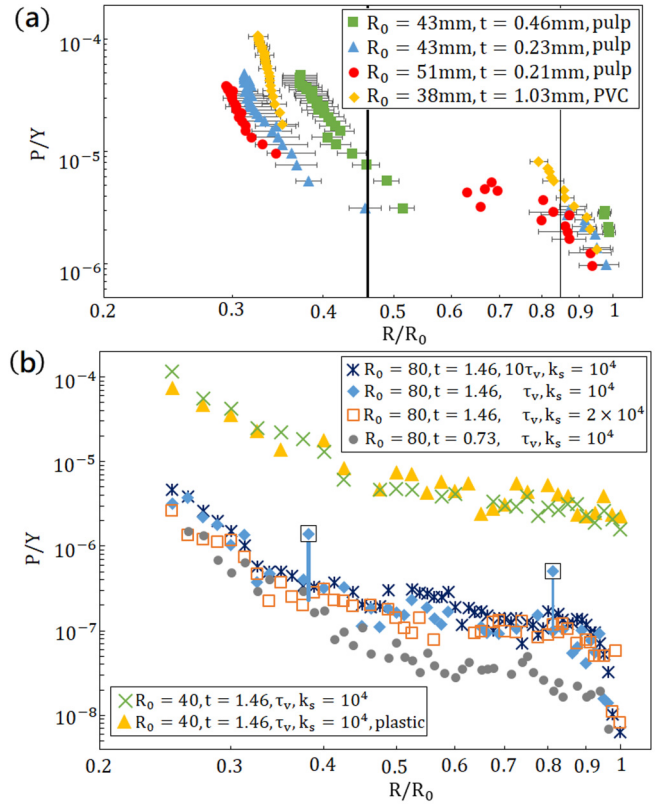 (a)
R₀ = 43mm, t = 0.46mm, pulp
R₀ = 43mm, t = 0.23mm, pulp
R₀ = 51mm, t = 0.21mm, pulp
R₀ = 38mm, t = 1.03mm, PVC
10⁻⁴
10⁻⁵
10⁻⁶
P/Y
0.2 0.3 0.4 0.5 0.6 0.7 0.8 0.9 1
R/R₀
(b)
R₀ = 80, t = 1.46, 10τᵥ, kₛ = 10⁴
R₀ = 80, t = 1.46, τᵥ, kₛ = 10⁴
R₀ = 80, t = 1.46, τᵥ, kₛ = 2 × 10⁴
R₀ = 80, t = 0.73, τᵥ, kₛ = 10⁴
10⁻⁴
10⁻⁵
10⁻⁶
10⁻⁷
10⁻⁸
P/Y
R₀ = 40, t = 1.46, τᵥ, kₛ = 10⁴
R₀ = 40, t = 1.46, τᵥ, kₛ = 10⁴, plastic
0.2 0.3 0.4 0.5 0.6 0.7 0.8 0.9 1
R/R₀